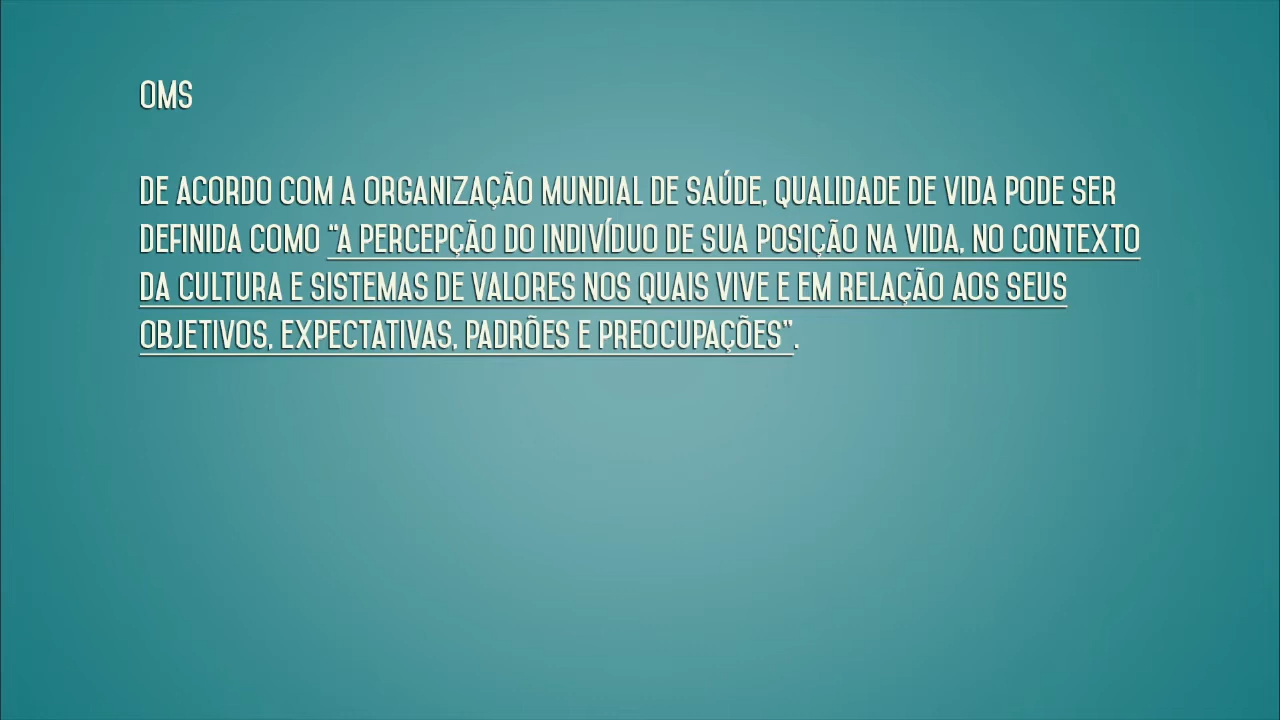 OMS
DE ACORDO COM A ORGANIZAÇÃO MUNDIAL DE SAÚDE, QUALIDADE DE VIDA PODE SER
DEFINIDA COMO “A PERCEPÇÃO DO INDIVÍDUO DE SUA POSIÇÃO NA VIDA, NO CONTEXTO
DA CULTURA E SISTEMAS DE VALORES NOS QUAIS VIVE E EM RELAÇÃO AOS SEUS
OBJETIVOS, EXPECTATIVAS, PADRÕES E PREOCUPAÇÕES”.